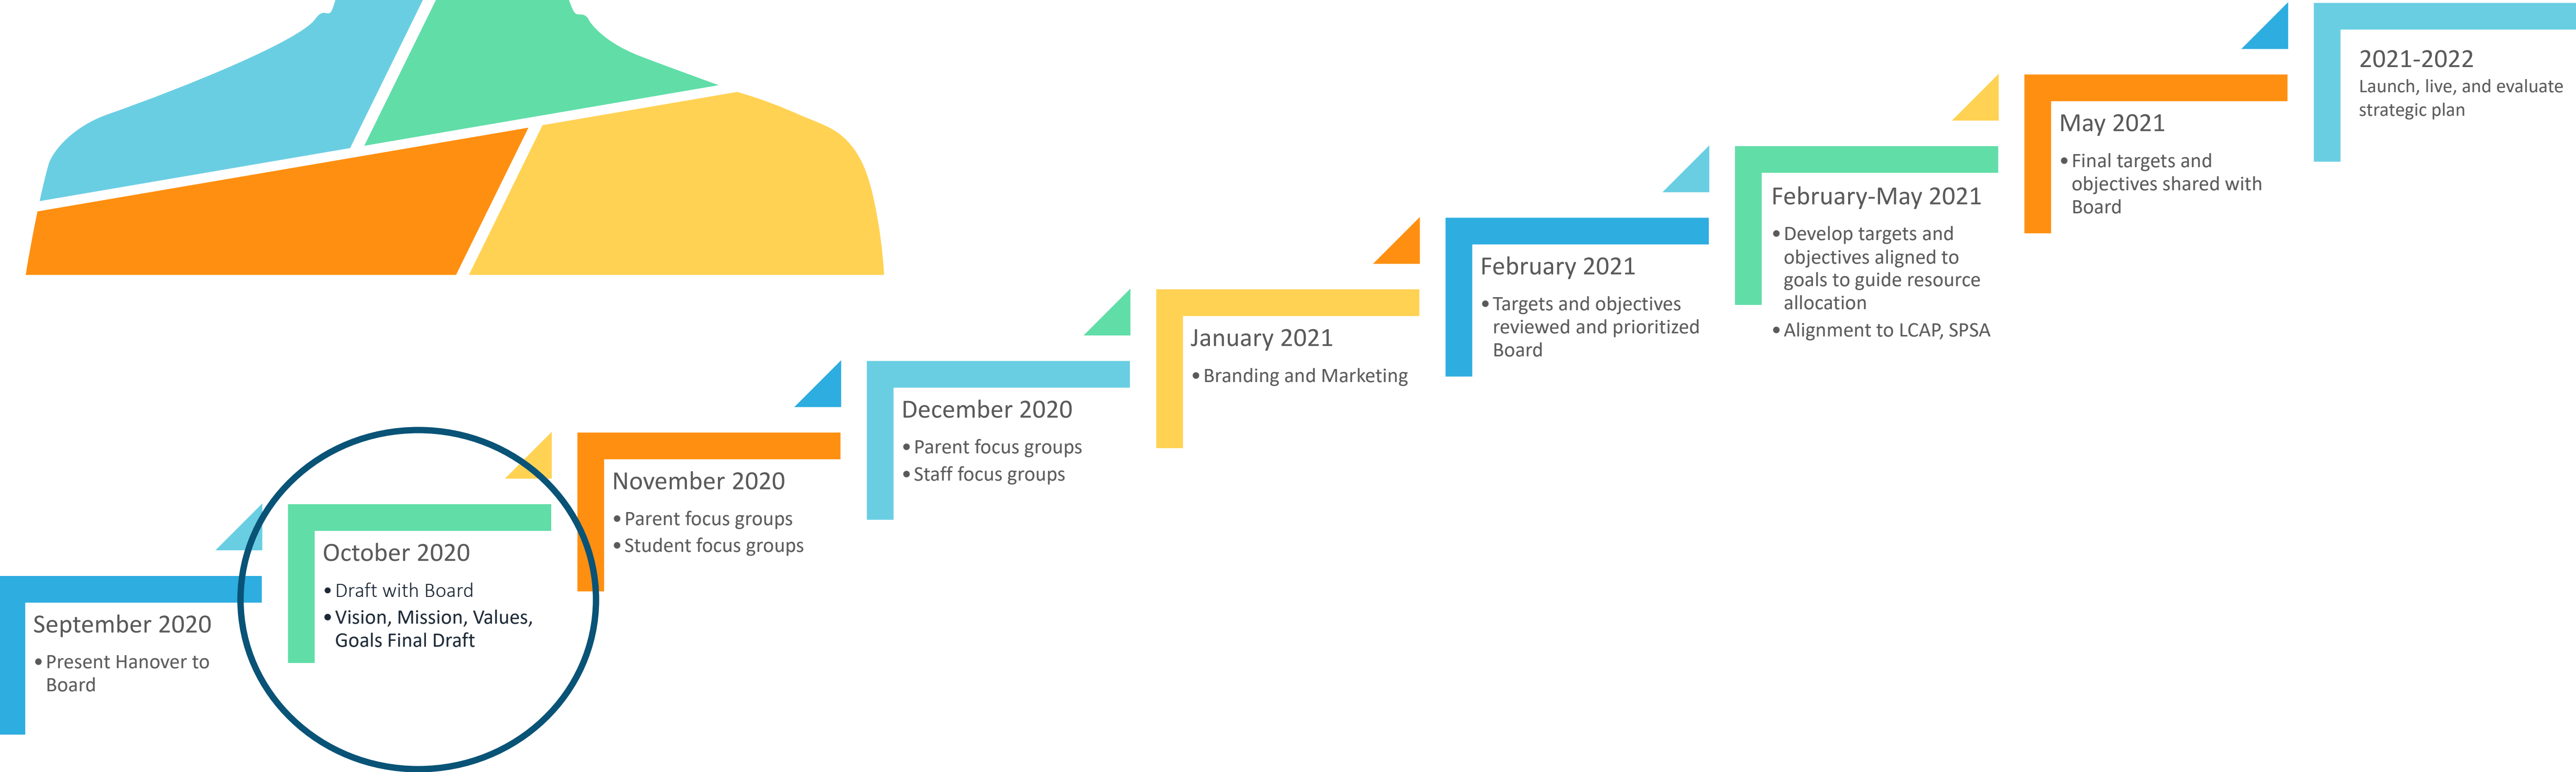 September 2020
•Present Hanover to
Board
October 2020
•Draft with Board
•Vision, Mission, Values,
Goals Final Draft
November 2020
•Parent focus groups
•Student focus groups
December 2020
•Parent focus groups
•Staff focus groups
January 2021
•Branding and Marketing
February 2021
•Targets and objectives
reviewed and prioritized
Board
February-May 2021
•Develop targets and
objectives aligned to
goals to guide resource
allocation
•Alignment to LCAP, SPSA
May 2021
•Final targets and
objectives shared with
Board
2021-2022
Launch, live, and evaluate
strategic plan